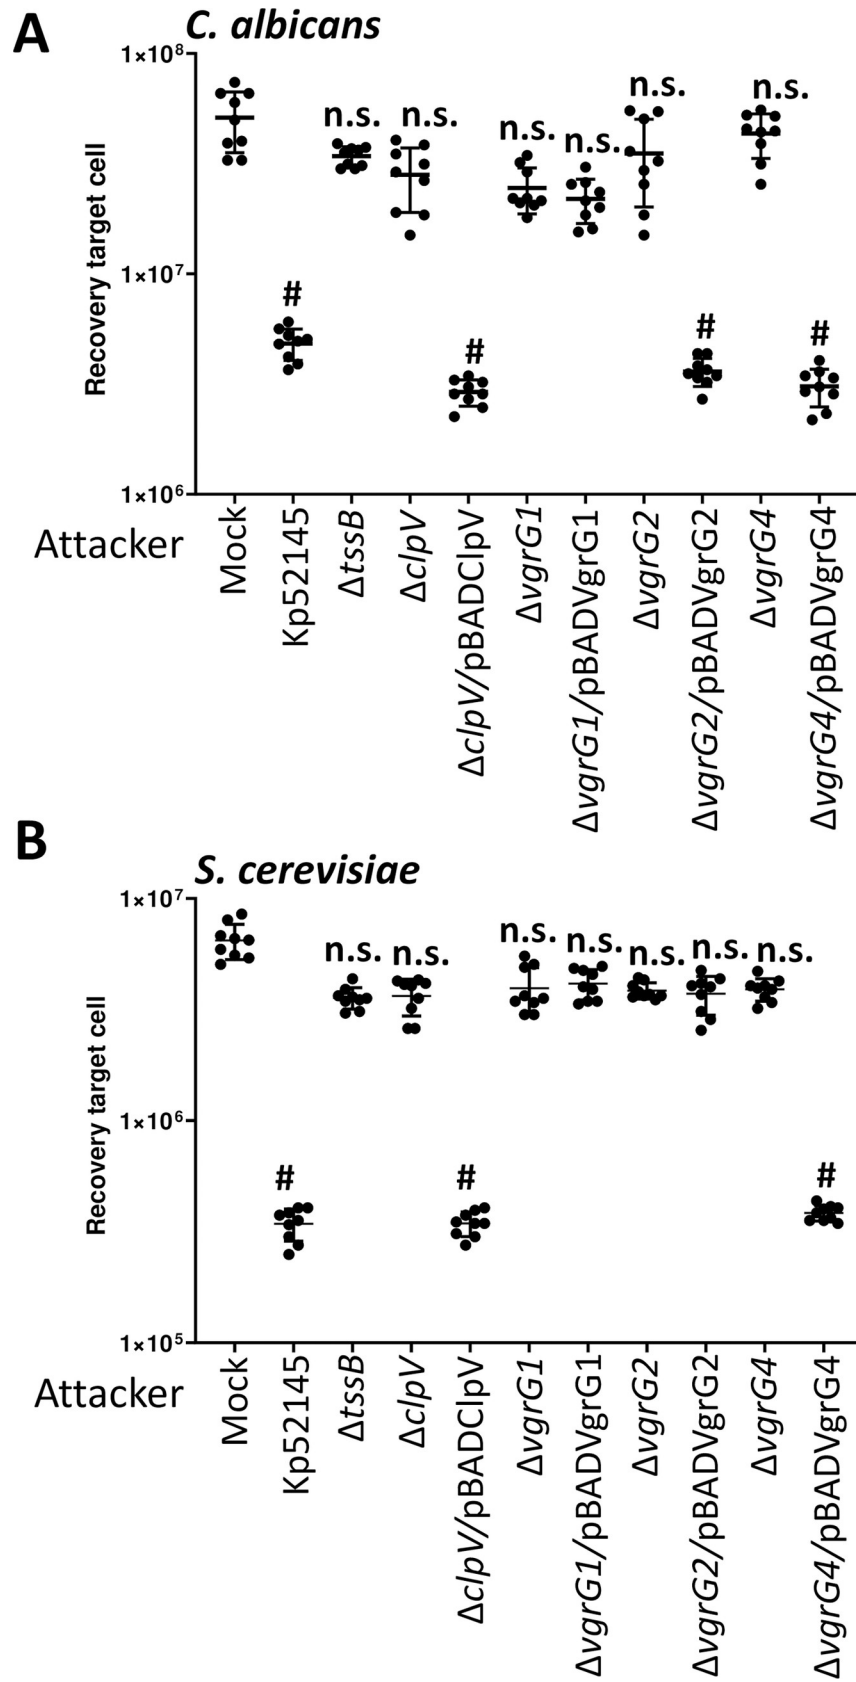 A
C. albicans
1×10⁸
1×10⁷
1×10⁶
Recovery target cell
n.s.
n.s.
n.s.
n.s.
n.s.
n.s.
#
#
#
#
Attacker
Mock
Kp52145
ΔtssB
ΔclpV
ΔclpV/pBADClpV
ΔvgrG1
ΔvgrG1/pBADVgrG1
ΔvgrG2
ΔvgrG2/pBADVgrG2
ΔvgrG4
ΔvgrG4/pBADVgrG4
B
S. cerevisiae
1×10⁷
1×10⁶
1×10⁵
Recovery target cell
n.s.
n.s.
n.s.
n.s.
n.s.
n.s.
n.s.
#
#
#
Attacker
Mock
Kp52145
ΔtssB
ΔclpV
ΔclpV/pBADClpV
ΔvgrG1
ΔvgrG1/pBADVgrG1
ΔvgrG2
ΔvgrG2/pBADVgrG2
ΔvgrG4
ΔvgrG4/pBADVgrG4